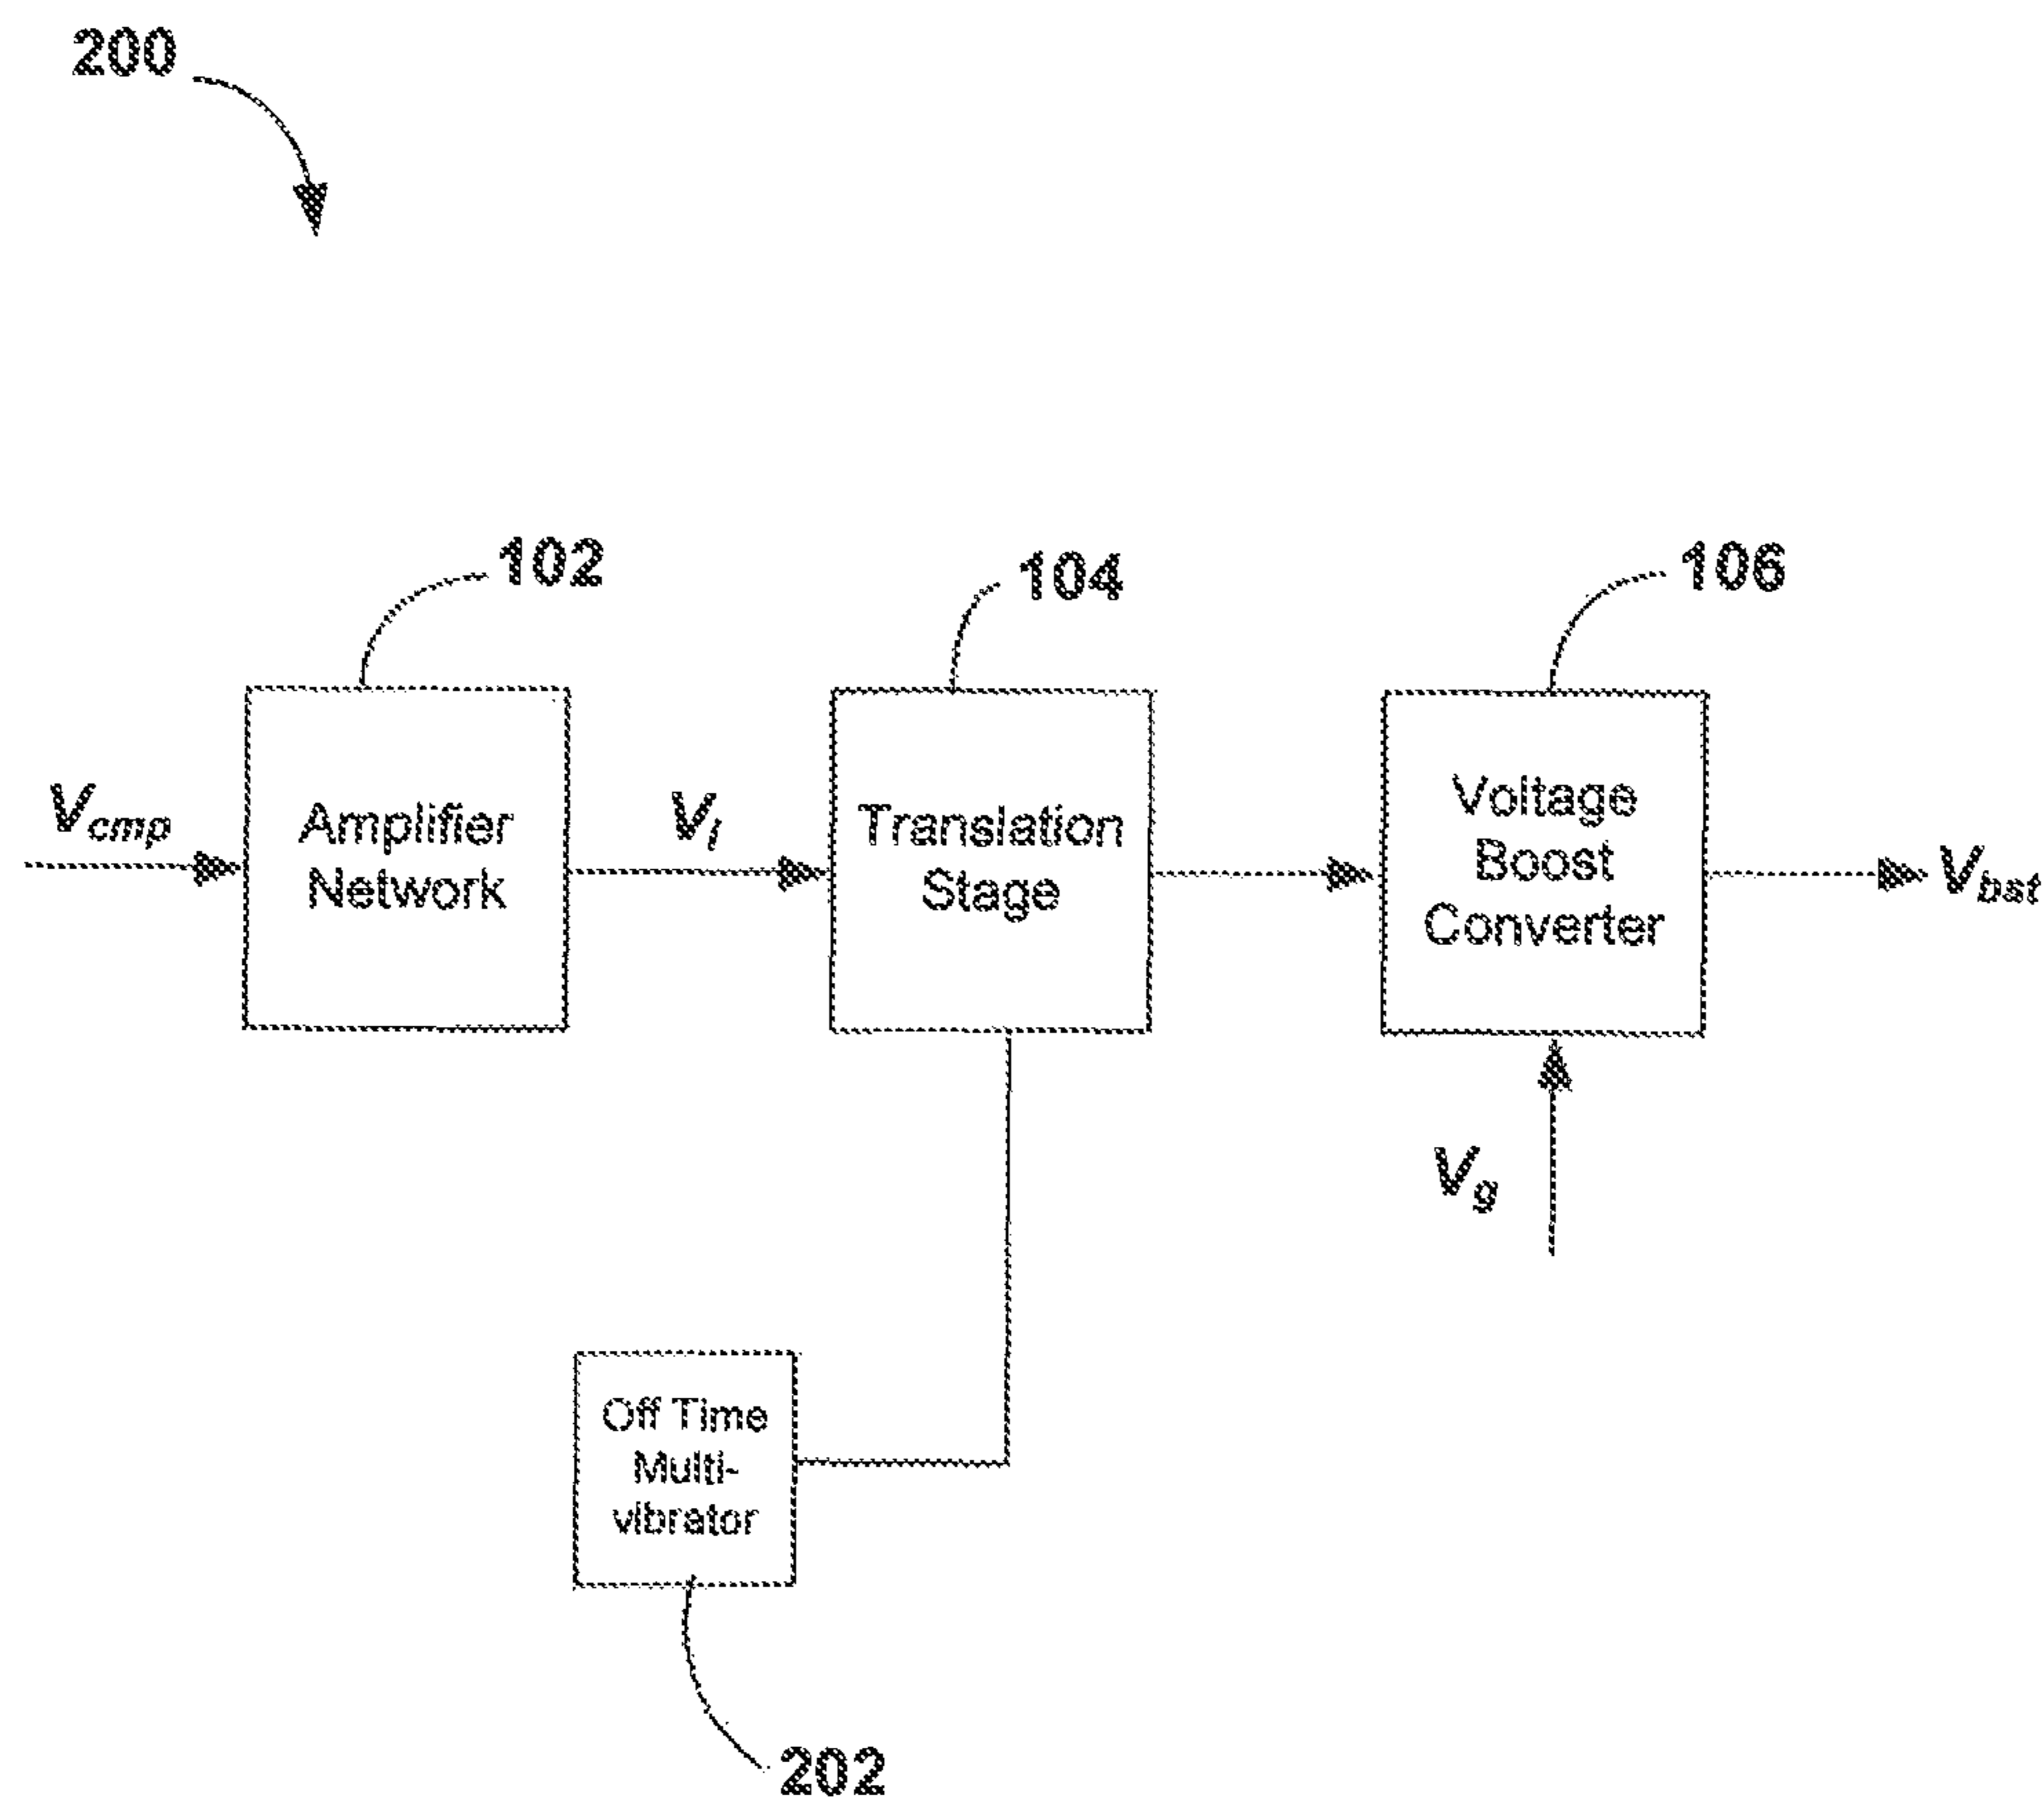 200
102
104
106
Vcmp
Amplifier
Network
Vi
Translation
Stage
Voltage
Boost
Converter
Vbst
Vg
Off Time
Multi-
vibrator
202